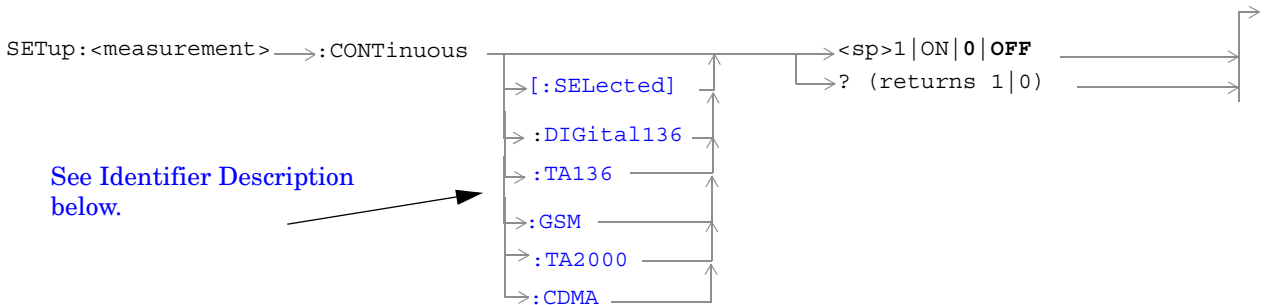 SETup:<measurement> :CONTinuous <sp>1|ON|0|OFF
[:SELected] ? (returns 1|0)
:DIGital136
See Identifier Description
below.
:TA136
:GSM
:TA2000
:CDMA